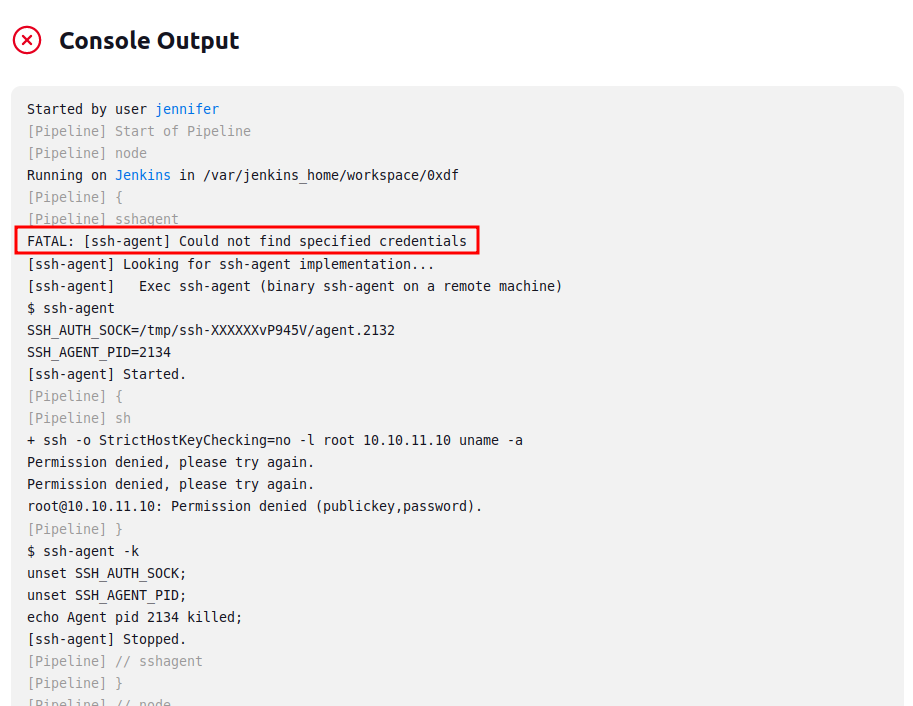 Console Output
Started by user jennifer
[Pipeline] Start of Pipeline
[Pipeline] node
Running on Jenkins in /var/jenkins_home/workspace/0xdf
[Pipeline] {
[Pipeline] sshagent
FATAL: [ssh-agent] Could not find specified credentials
[ssh-agent] Looking for ssh-agent implementation...
[ssh-agent]   Exec ssh-agent (binary ssh-agent on a remote machine)
$ ssh-agent
SSH_AUTH_SOCK=/tmp/ssh-XXXXXXvP945V/agent.2132
SSH_AGENT_PID=2134
[ssh-agent] Started.
[Pipeline] {
[Pipeline] sh
+ ssh -o StrictHostKeyChecking=no -l root 10.10.11.10 uname -a
Permission denied, please try again.
Permission denied, please try again.
root@10.10.11.10: Permission denied (publickey,password).
[Pipeline] }
$ ssh-agent -k
unset SSH_AUTH_SOCK;
unset SSH_AGENT_PID;
echo Agent pid 2134 killed;
[ssh-agent] Stopped.
[Pipeline] // sshagent
[Pipeline] }
[Pipeline] // node